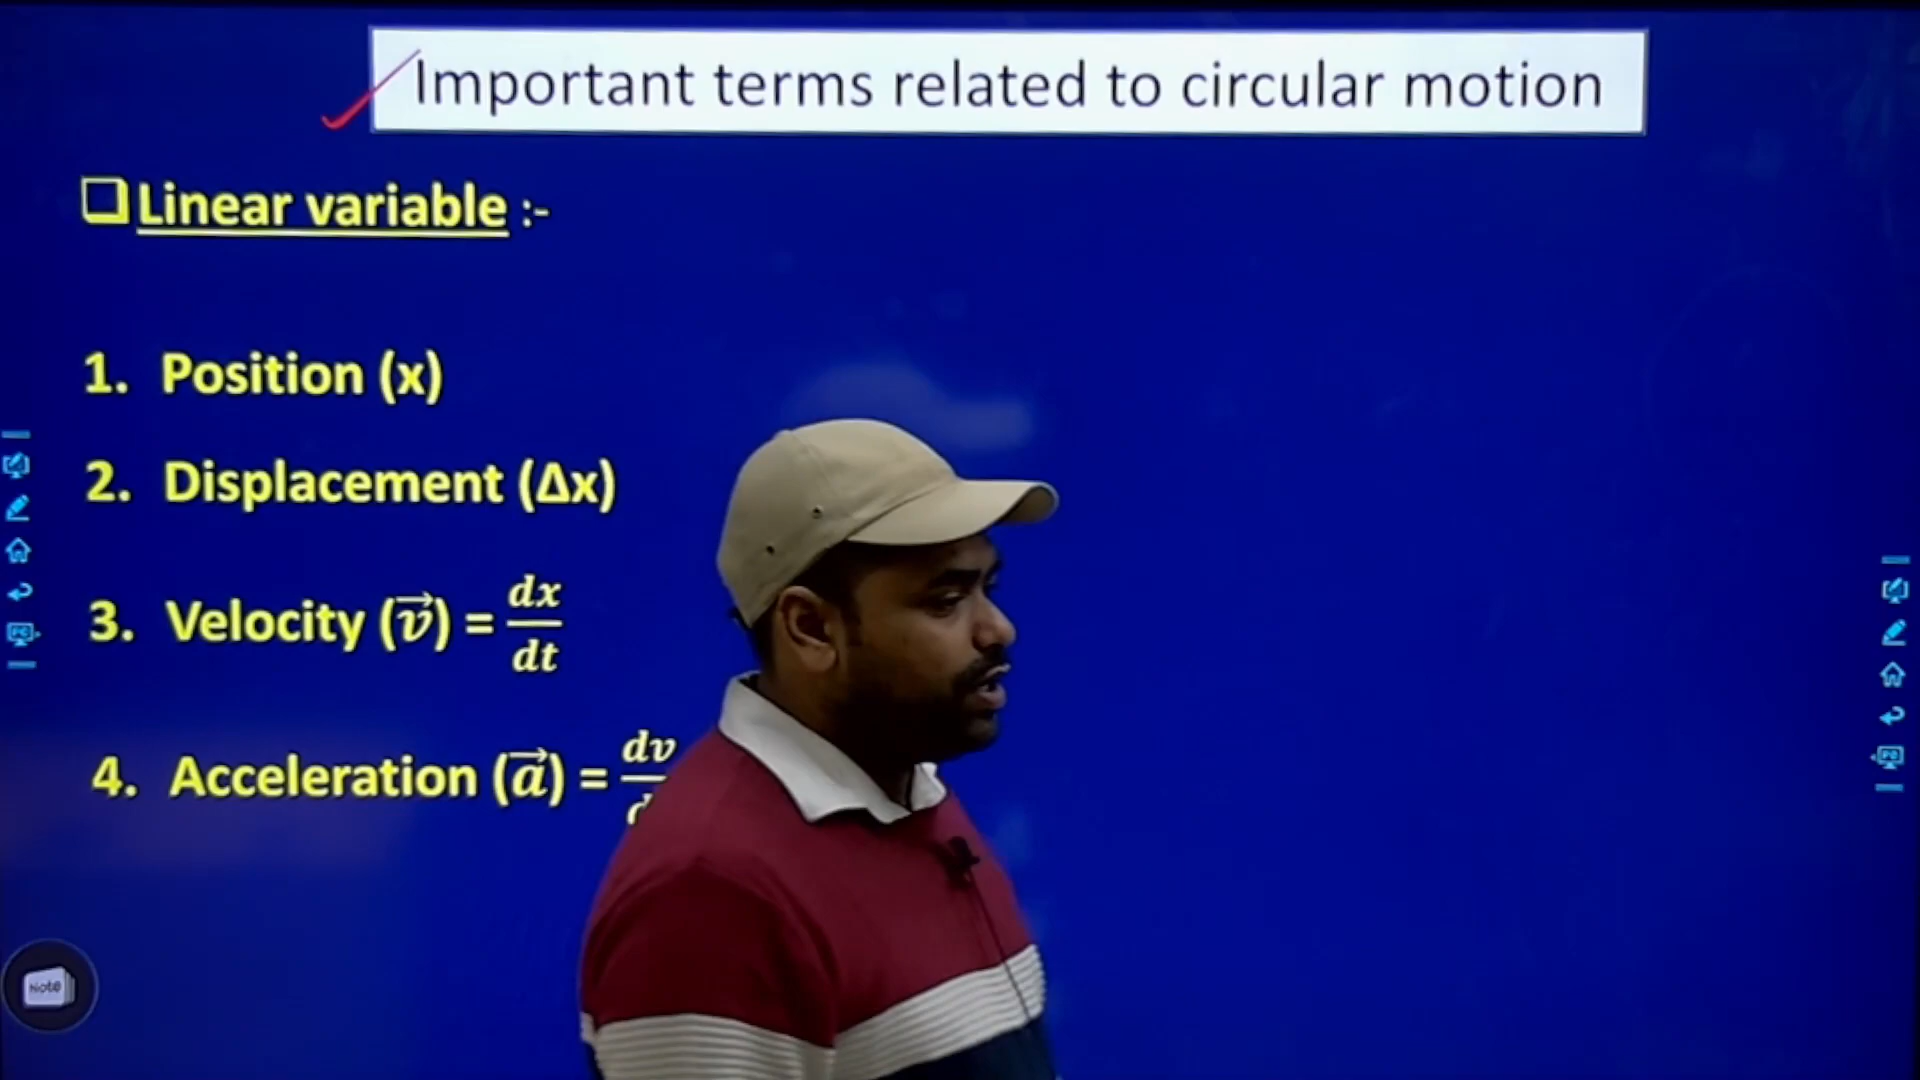 Important terms related to circular motion
❑Linear variable :-
1. Position (x)
2. Displacement (Δx)
3. Velocity (v⃗) = dx/dt
4. Acceleration (a⃗) = dv
Note